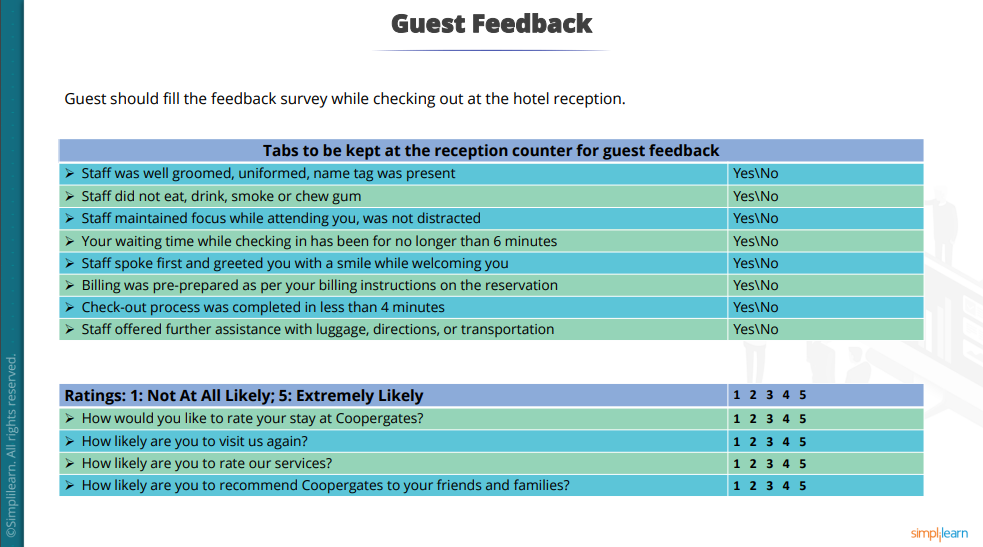 Guest Feedback
Guest should fill the feedback survey while checking out at the hotel reception.
Tabs to be kept at the reception counter for guest feedback
➢ Staff was well groomed, uniformed, name tag was present Yes\No
➢ Staff did not eat, drink, smoke or chew gum Yes\No
➢ Staff maintained focus while attending you, was not distracted Yes\No
➢ Your waiting time while checking in has been for no longer than 6 minutes Yes\No
➢ Staff spoke first and greeted you with a smile while welcoming you Yes\No
➢ Billing was pre-prepared as per your billing instructions on the reservation Yes\No
➢ Check-out process was completed in less than 4 minutes Yes\No
➢ Staff offered further assistance with luggage, directions, or transportation Yes\No
Ratings: 1: Not At All Likely; 5: Extremely Likely 1 2 3 4 5
➢ How would you like to rate your stay at Coopergates? 1 2 3 4 5
➢ How likely are you to visit us again? 1 2 3 4 5
➢ How likely are you to rate our services? 1 2 3 4 5
➢ How likely are you to recommend Coopergates to your friends and families? 1 2 3 4 5
©Simplilearn. All rights reserved.
simplilearn